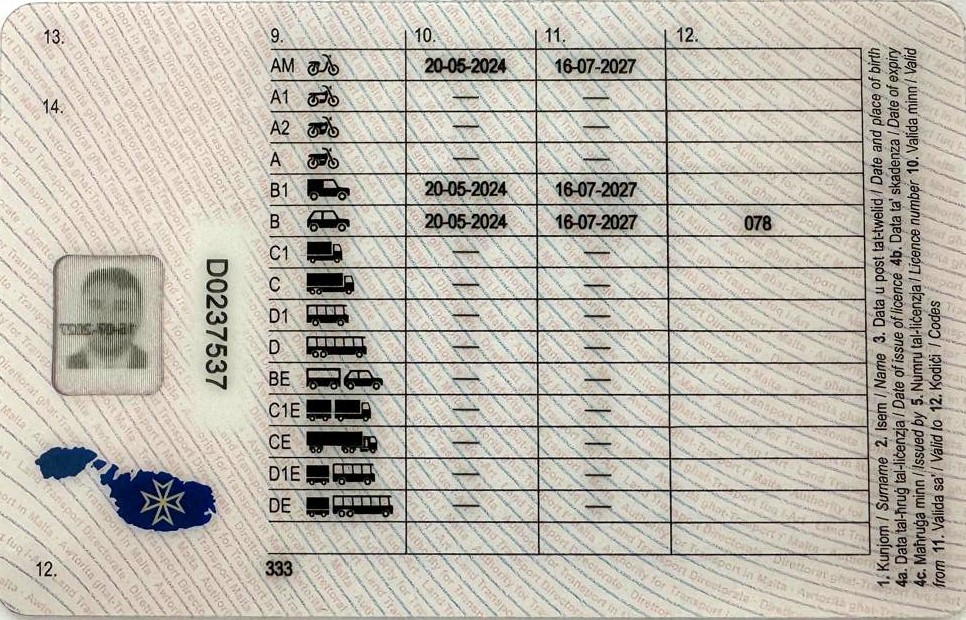 13.
14.
12.
D0237537
9. 10. 11. 12.
AM 20-05-2024 16-07-2027
A1 — —
A2 — —
A — —
B1 20-05-2024 16-07-2027
B 20-05-2024 16-07-2027 078
C1 — —
C — —
D1 — —
D — —
BE — —
C1E — —
CE — —
D1E — —
DE — —
333
1. Kunjom / Surname 2. Isem / Name 3. Data u post tat-twelid / Date and place of birth
4a. Data tal-ħruġ tal-liċenzja / Date of issue of licence 4b. Data ta' skadenza / Date of expiry
4c. Maħruġa minn / Issued by 5. Numru tal-liċenzja / Licence number 10. Valida minn / Valid
from 11. Valida sa' / Valid to 12. Kodiċi / Codes